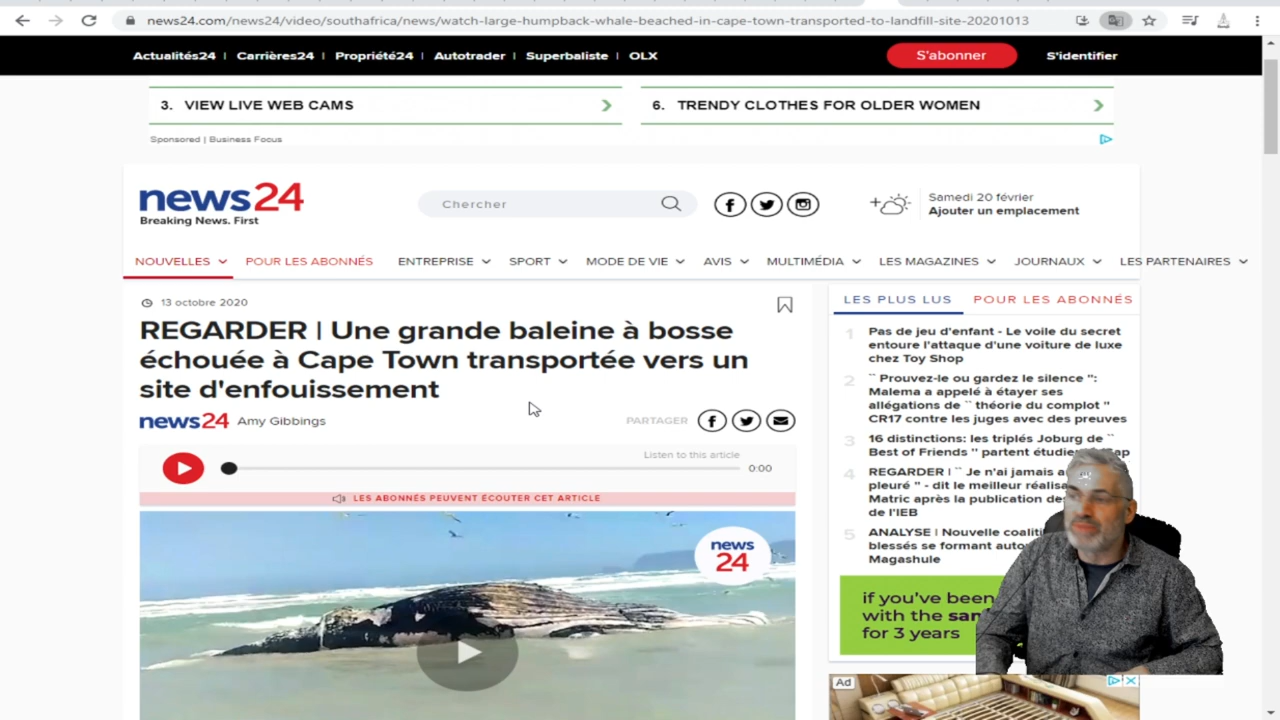 news24.com/news24/video/southafrica/news/watch-large-humpback-whale-beached-in-cape-town-transported-to-landfill-site-20201013
Actualités24 | Carrières24 | Propriété24 | Autotrader | Superbaliste | OLX
S'abonner
S'identifier
3. VIEW LIVE WEB CAMS
6. TRENDY CLOTHES FOR OLDER WOMEN
Sponsored | Business Focus
news24
Breaking News. First
Chercher
Samedi 20 février
Ajouter un emplacement
NOUVELLES POUR LES ABONNÉS ENTREPRISE SPORT MODE DE VIE AVIS MULTIMÉDIA LES MAGAZINES JOURNAUX LES PARTENAIRES
13 octobre 2020
REGARDER | Une grande baleine à bosse
échouée à Cape Town transportée vers un
site d'enfouissement
news24 Amy Gibbings
PARTAGER
Listen to this article
0:00
LES ABONNÉS PEUVENT ÉCOUTER CET ARTICLE
news
24
LES PLUS LUS POUR LES ABONNÉS
1 Pas de jeu d'enfant - Le voile du secret
entoure l'attaque d'une voiture de luxe
chez Toy Shop
2 `` Prouvez-le ou gardez le silence '':
Malema a appelé à étayer ses
allégations de `` théorie du complot ''
CR17 contre les juges avec des preuves
3 16 distinctions: les triplés Joburg de ``
Best of Friends '' partent
4 REGARDER | `` Je n'ai jamais
pleuré '' - dit le meilleur
Matric après la publication
de l'IEB
5 ANALYSE | Nouvelle
blessés se formant
Magashule
if you've been
with the
for 3 years
Ad